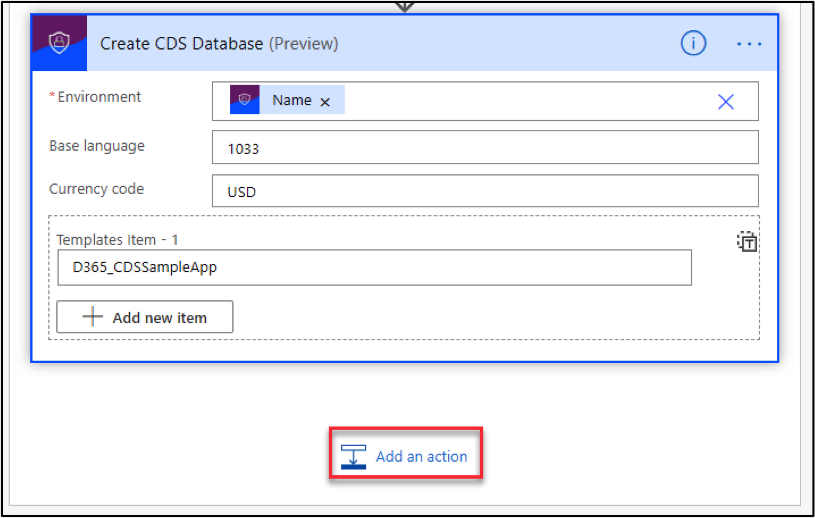 Create CDS Database (Preview)
* Environment
Name ×
Base language
1033
Currency code
USD
Templates Item - 1
D365_CDSSampleApp
Add new item
Add an action